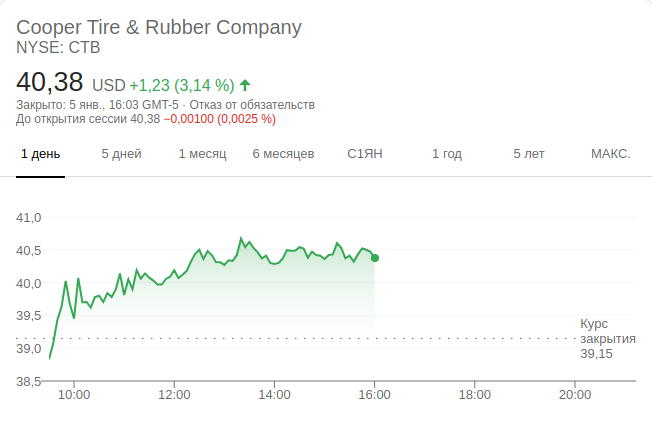 Cooper Tire & Rubber Company
NYSE: CTB
40,38 USD +1,23 (3,14 %)
Закрыто: 5 янв., 16:03 GMT-5 · Отказ от обязательств
До открытия сессии 40,38 −0,00100 (0,0025 %)
1 день 5 дней 1 месяц 6 месяцев С1ЯН 1 год 5 лет МАКС.
41,0
40,5
40,0
39,5
39,0
38,5
Курс
закрытия
39,15
10:00 12:00 14:00 16:00 18:00 20:00